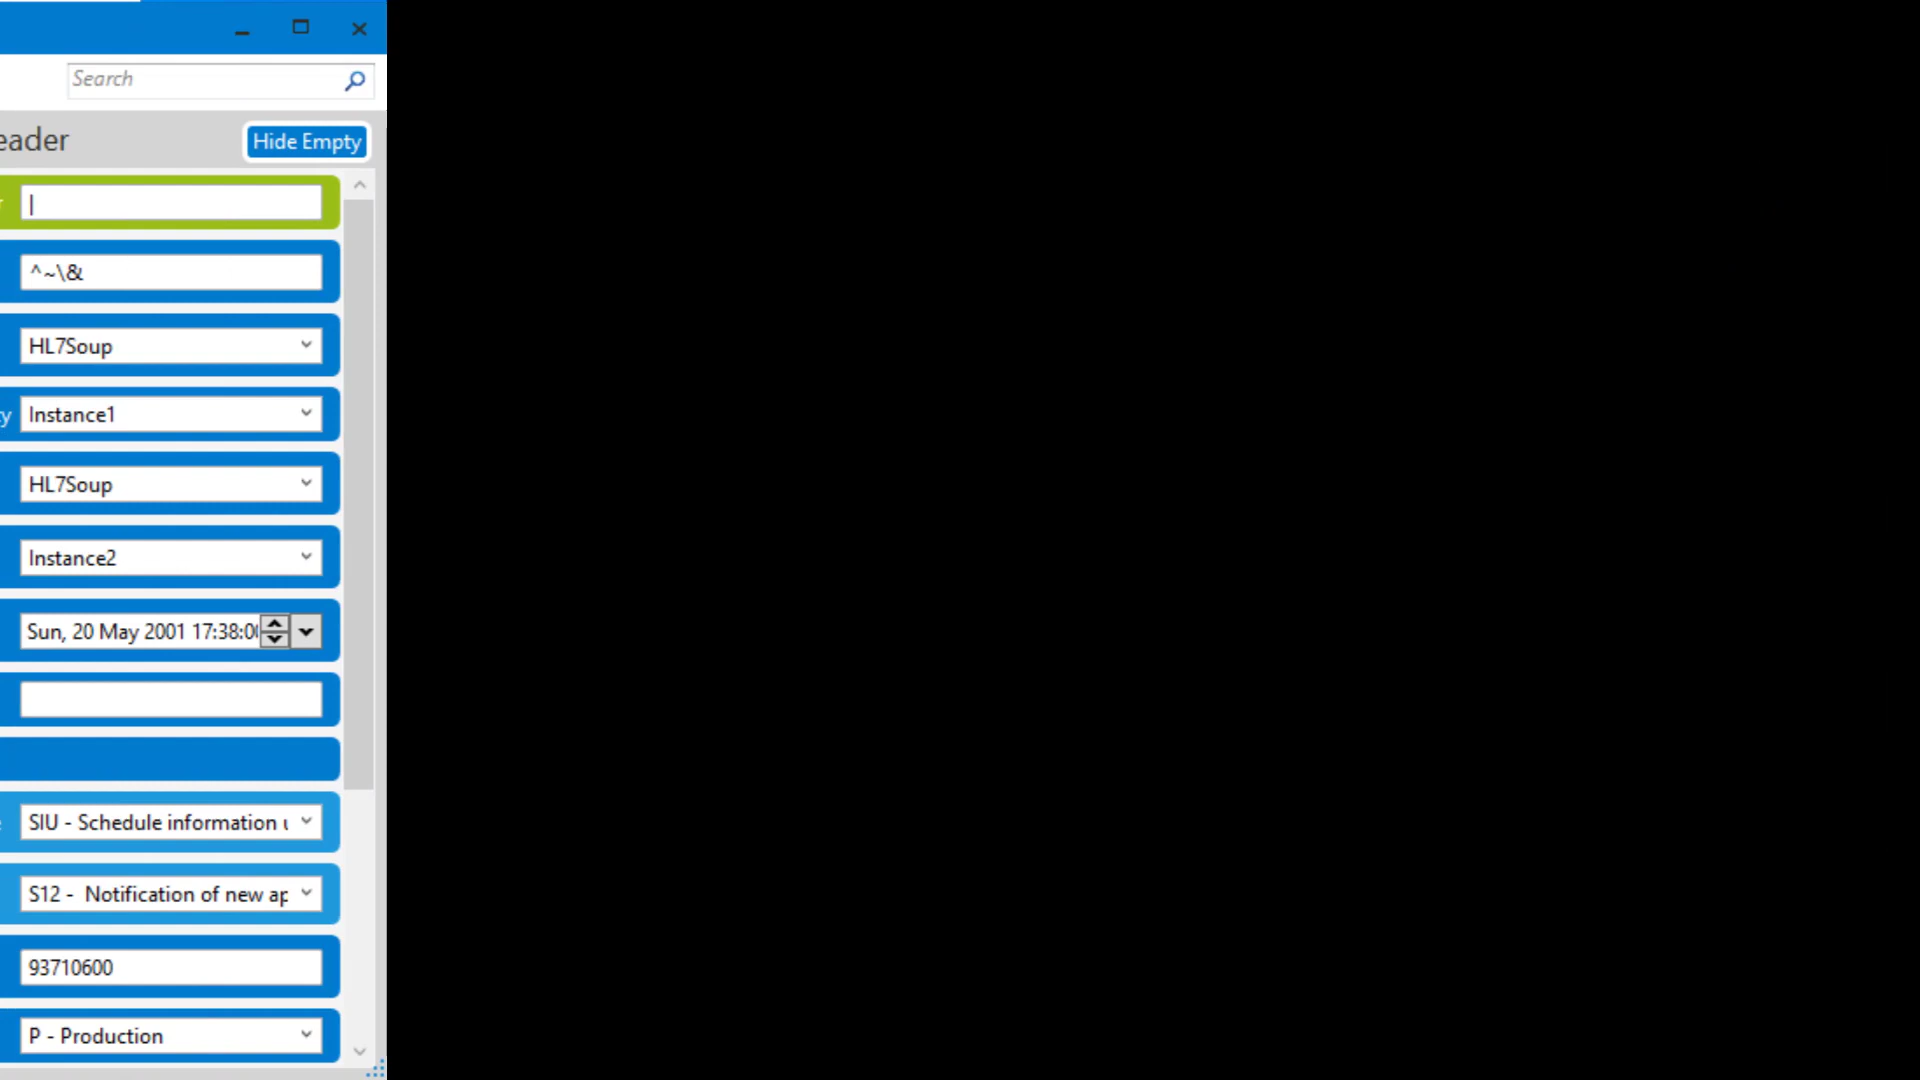 Search
eader
Hide Empty
|
^~\&
HL7Soup
y Instance1
HL7Soup
Instance2
Sun, 20 May 2001 17:38:0
SIU - Schedule information u
S12 -  Notification of new ap
93710600
P - Production